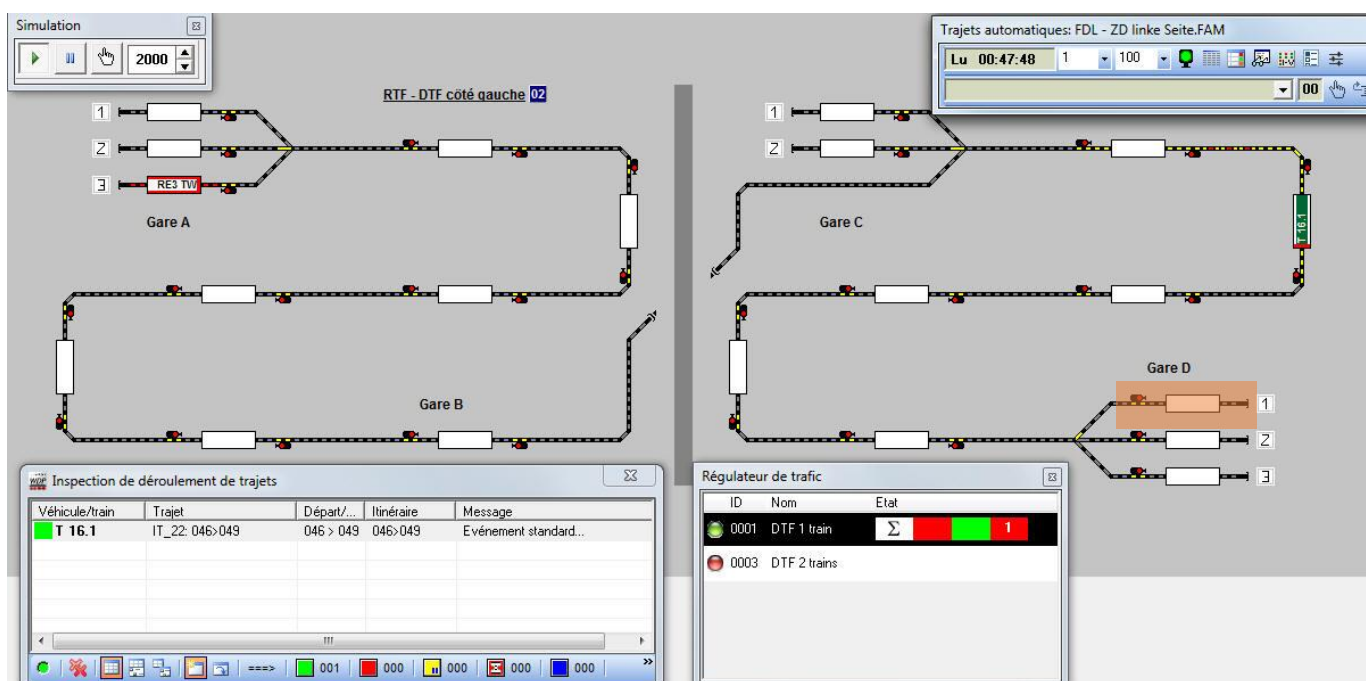 Simulation
2000
Trajets automatiques: FDL - ZD linke Seite.FAM
Lu 00:47:48 1 100
00
RTF - DTF côté gauche 02
1
2
3 RE3 TW
Gare A
1
2
Gare C
T 16.1
Gare B
Gare D
1
2
3
Inspection de déroulement de trajets
Véhicule/train Trajet Départ/... Itinéraire Message
T 16.1 IT_22: 046>049 046 > 049 046>049 Evénement standard...
===> 001 000 000 000 000 »
Régulateur de trafic
ID Nom Etat
0001 DTF 1 train Σ 1
0003 DTF 2 trains